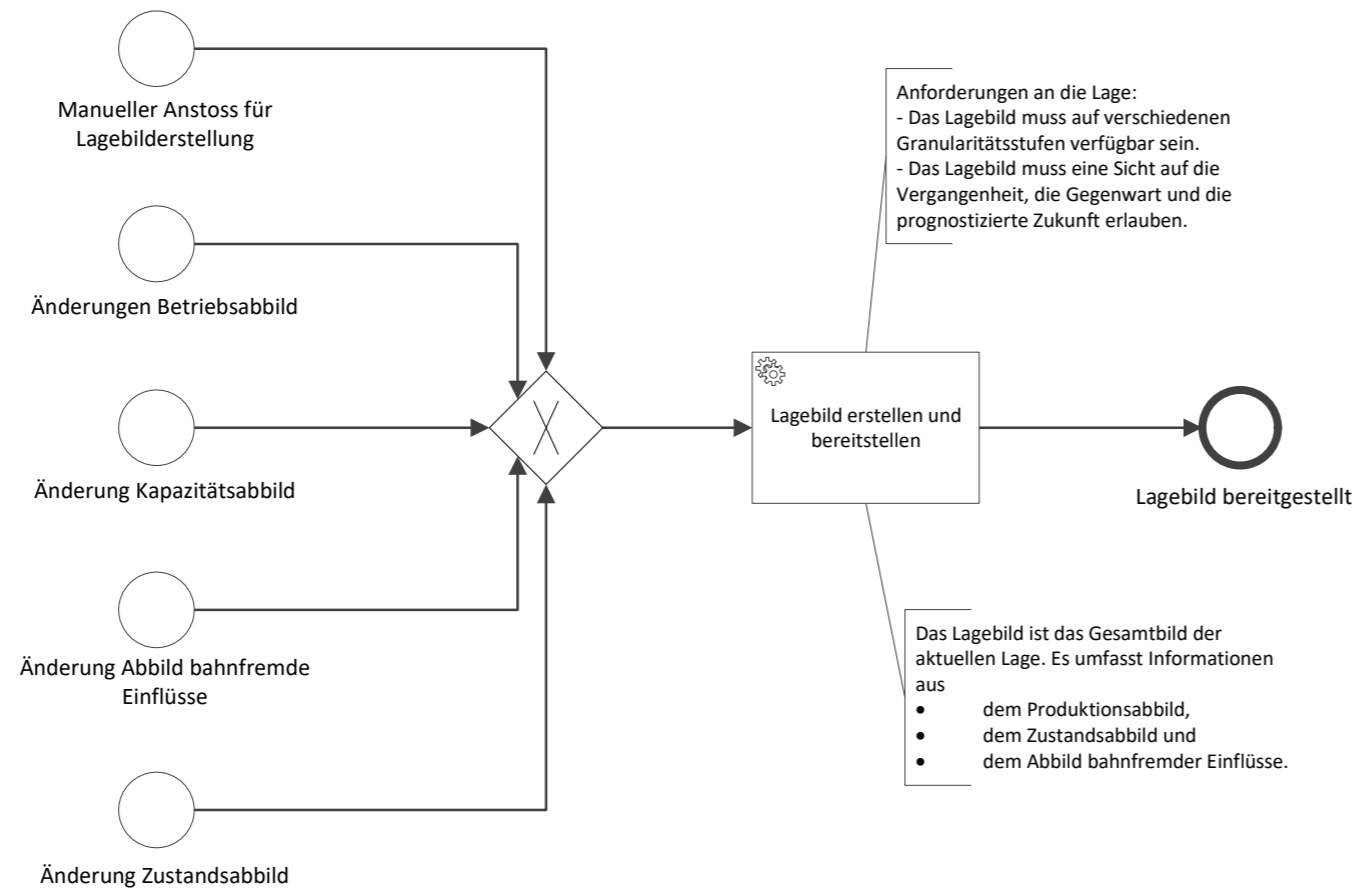 Manueller Anstoss für
Lagebilderstellung
Änderungen Betriebsabbild
Änderung Kapazitätsabbild
Änderung Abbild bahnfremde
Einflüsse
Änderung Zustandsabbild
X
Anforderungen an die Lage:
- Das Lagebild muss auf verschiedenen
Granularitätsstufen verfügbar sein.
- Das Lagebild muss eine Sicht auf die
Vergangenheit, die Gegenwart und die
prognostizierte Zukunft erlauben.
Lagebild erstellen und
bereitstellen
Lagebild bereitgestellt
Das Lagebild ist das Gesamtbild der
aktuellen Lage. Es umfasst Informationen
aus
• dem Produktionsabbild,
• dem Zustandsabbild und
• dem Abbild bahnfremder Einflüsse.